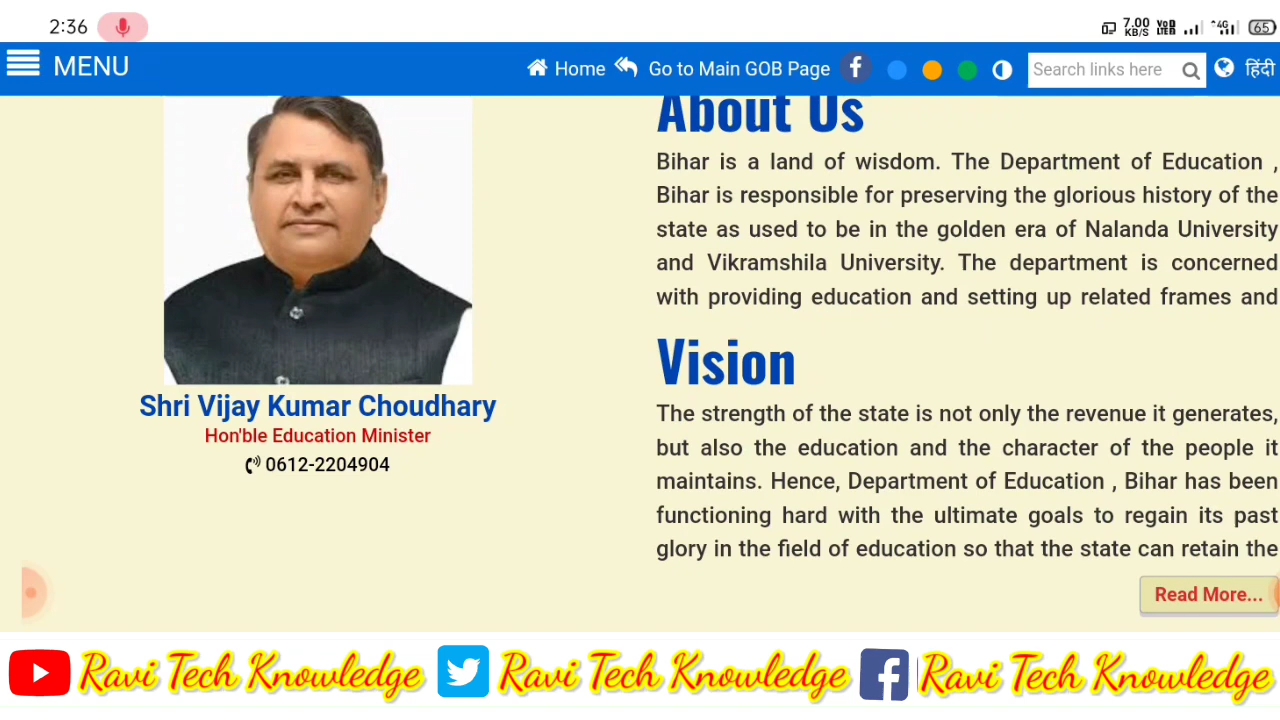 2:36
7.00 KB/S
Vo LTE
4G
65
MENU
Home
Go to Main GOB Page
Search links here
हिंदी
About Us
Bihar is a land of wisdom. The Department of Education ,
Bihar is responsible for preserving the glorious history of the
state as used to be in the golden era of Nalanda University
and Vikramshila University. The department is concerned
with providing education and setting up related frames and
Shri Vijay Kumar Choudhary
Hon'ble Education Minister
0612-2204904
Vision
The strength of the state is not only the revenue it generates,
but also the education and the character of the people it
maintains. Hence, Department of Education , Bihar has been
functioning hard with the ultimate goals to regain its past
glory in the field of education so that the state can retain the
Read More...
Ravi Tech Knowledge
Ravi Tech Knowledge
Ravi Tech Knowledge